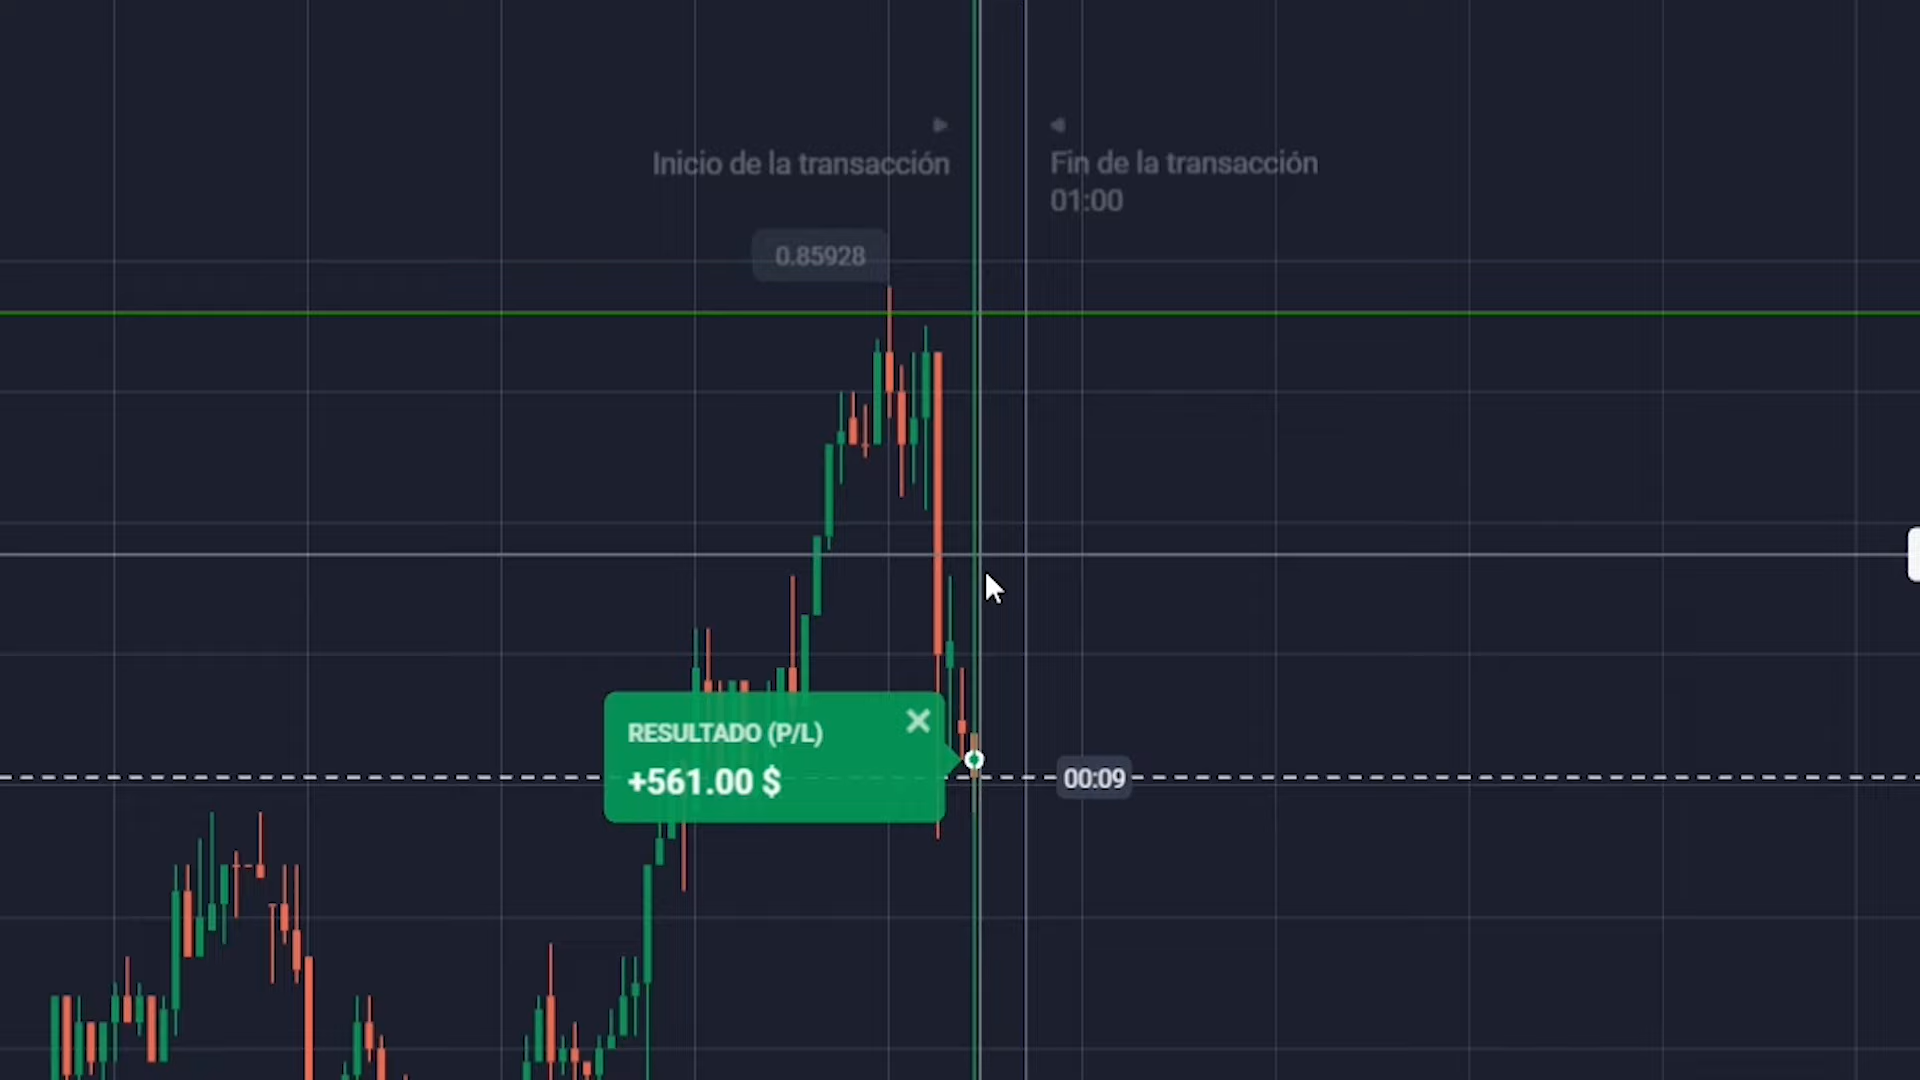 Inicio de la transacción
Fin de la transacción
01:00
0.85928
RESULTADO (P/L)
+561.00 $
00:09